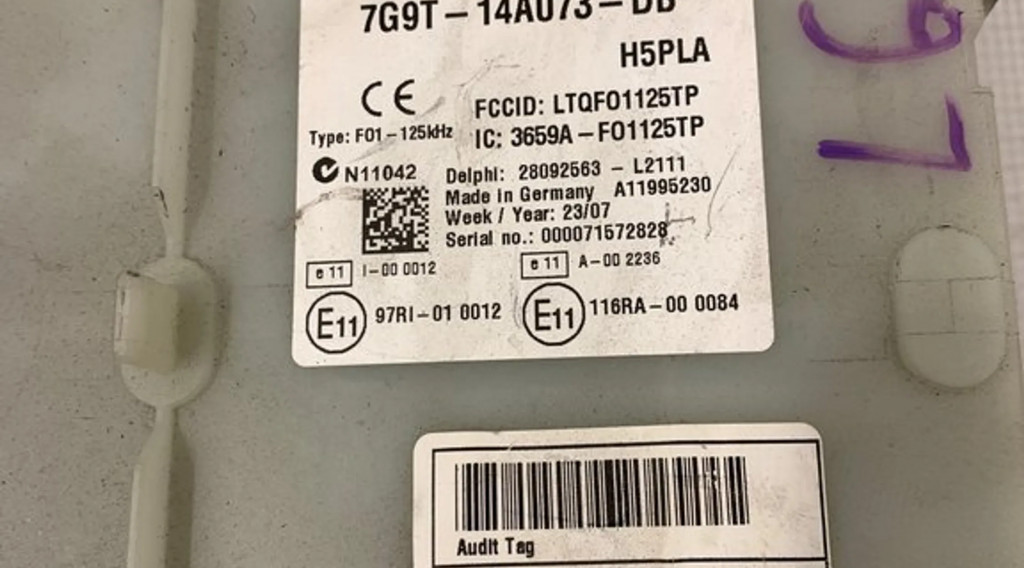 7G9T-14A073-DB
H5PLA
CE
FCCID: LTQFO1125TP
Type: F01-125kHz
IC: 3659A-FO1125TP
N11042
Delphi: 28092563 - L2111
Made in Germany A11995230
Week / Year: 23/07
Serial no.: 000071572828
e 11 I-00 0012
e 11 A-00 2236
E11 97RI-01 0012
E11 116RA-00 0084
Audit Tag